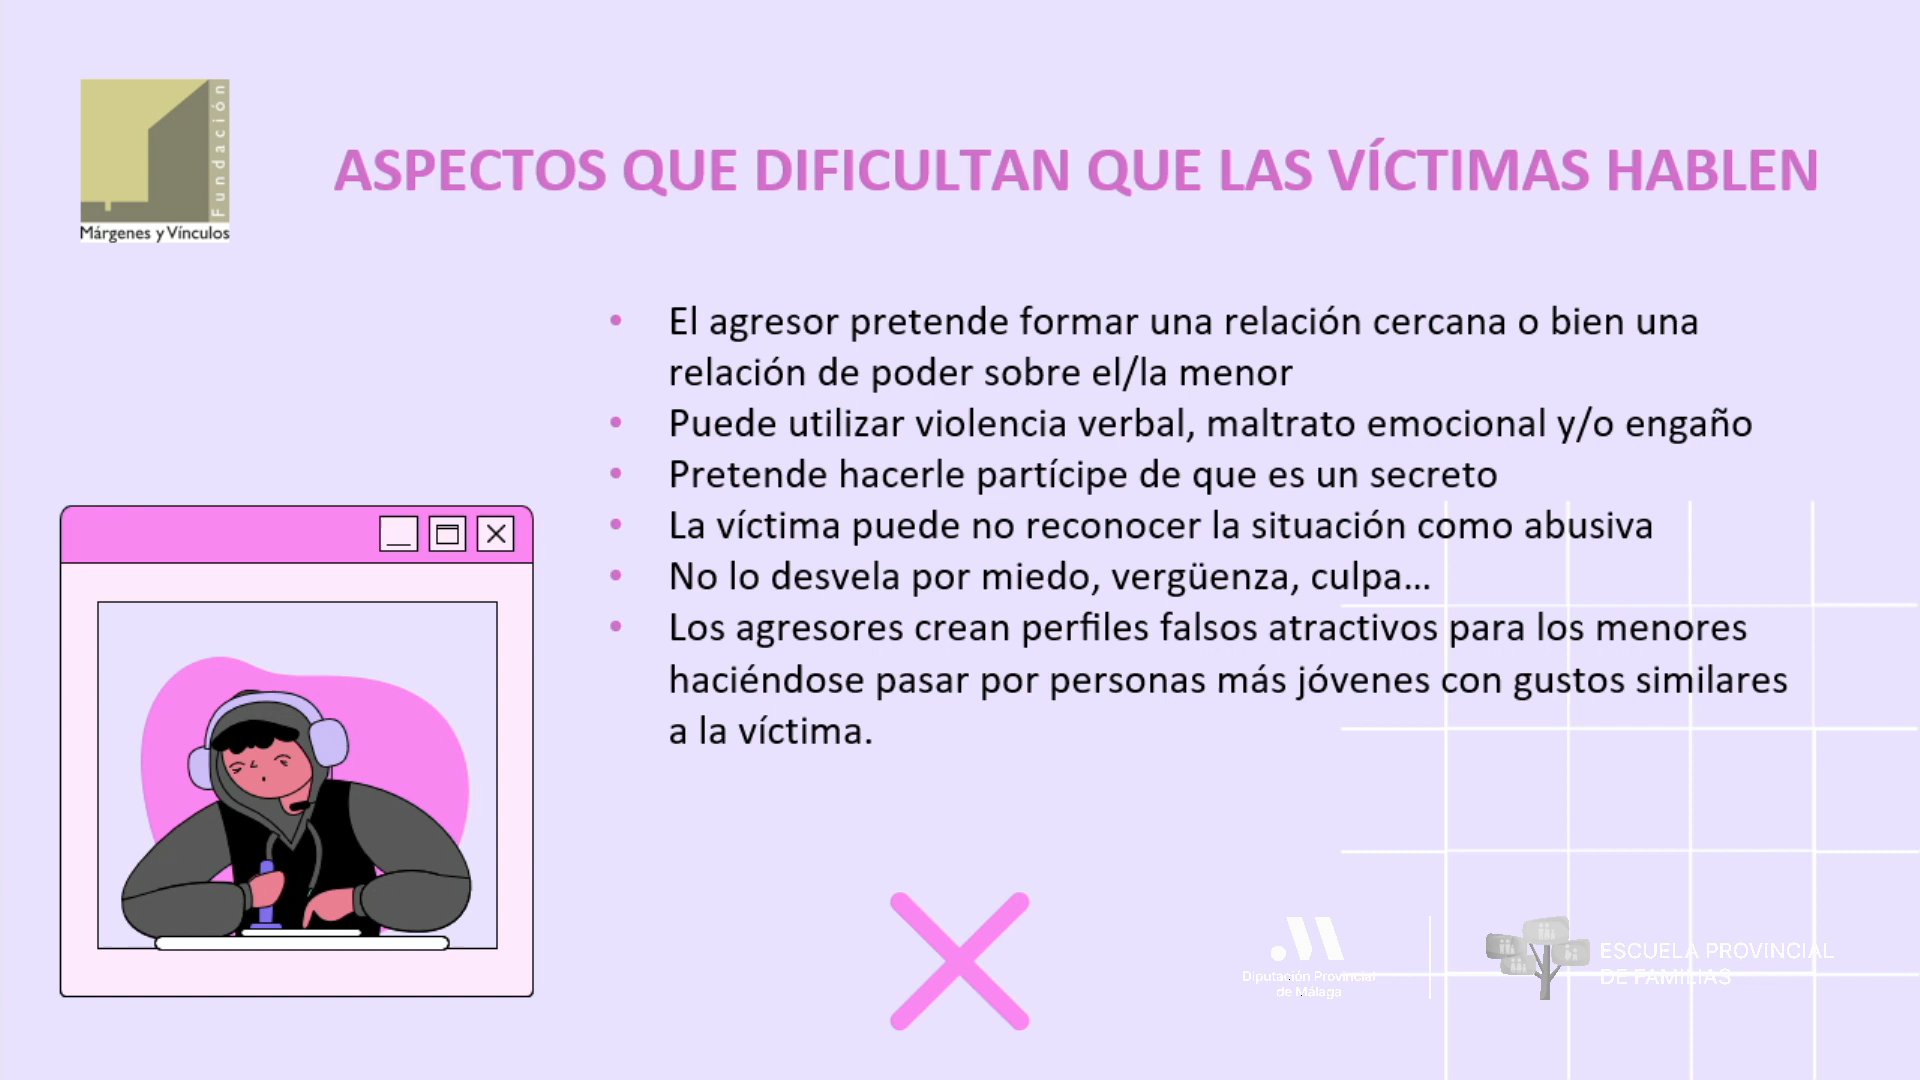 Fundación
Márgenes y Vínculos
ASPECTOS QUE DIFICULTAN QUE LAS VÍCTIMAS HABLEN
• El agresor pretende formar una relación cercana o bien una
relación de poder sobre el/la menor
• Puede utilizar violencia verbal, maltrato emocional y/o engaño
• Pretende hacerle partícipe de que es un secreto
• La víctima puede no reconocer la situación como abusiva
• No lo desvela por miedo, vergüenza, culpa...
• Los agresores crean perfiles falsos atractivos para los menores
haciéndose pasar por personas más jóvenes con gustos similares
a la víctima.
Diputación Provincial
de Málaga
ESCUELA PROVINCIAL
DE FAMILIAS